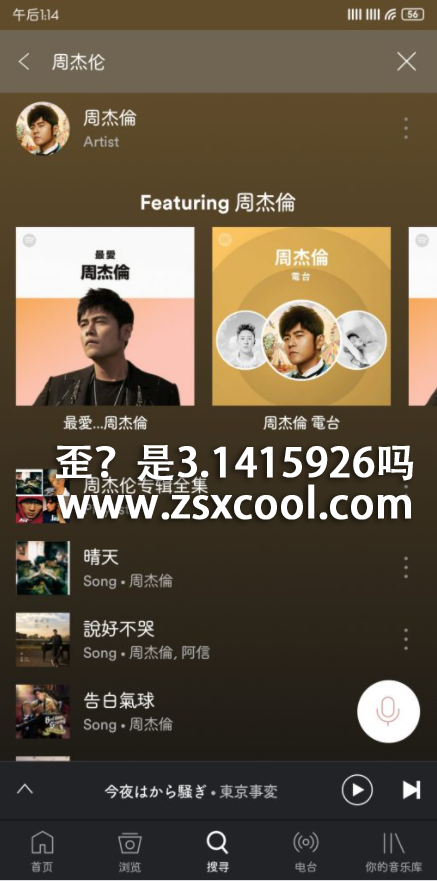 午后1:14
56
周杰伦
周杰倫
Artist
Featuring 周杰倫
最愛
周杰倫
周杰倫
電台
最愛...周杰倫
周杰倫 電台
歪？是3.1415926吗
周杰伦专辑全集
www.zsxcool.com
晴天
Song • 周杰倫
說好不哭
Song • 周杰倫, 阿信
告白氣球
Song • 周杰倫
今夜はから騒ぎ • 東京事変
首页
浏览
搜寻
电台
你的音乐库